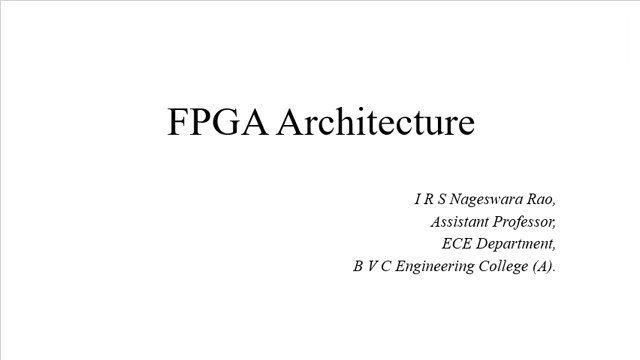 FPGA Architecture
I R S Nageswara Rao,
Assistant Professor,
ECE Department,
B V C Engineering College (A).